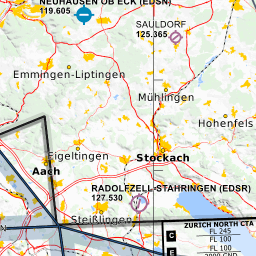 NEUHAUSEN OB ECK (EDSN)
119.605
SAULDORF
125.365
Emmingen-Liptingen
Mühlingen
Hohenfels
Eigeltingen
Stockach
Aach
RADOLFZELL-STAHRINGEN (EDSR)
127.530
Steißlingen
ZURICH NORTH CTA
C
FL 245
FL 100
E
FL 100